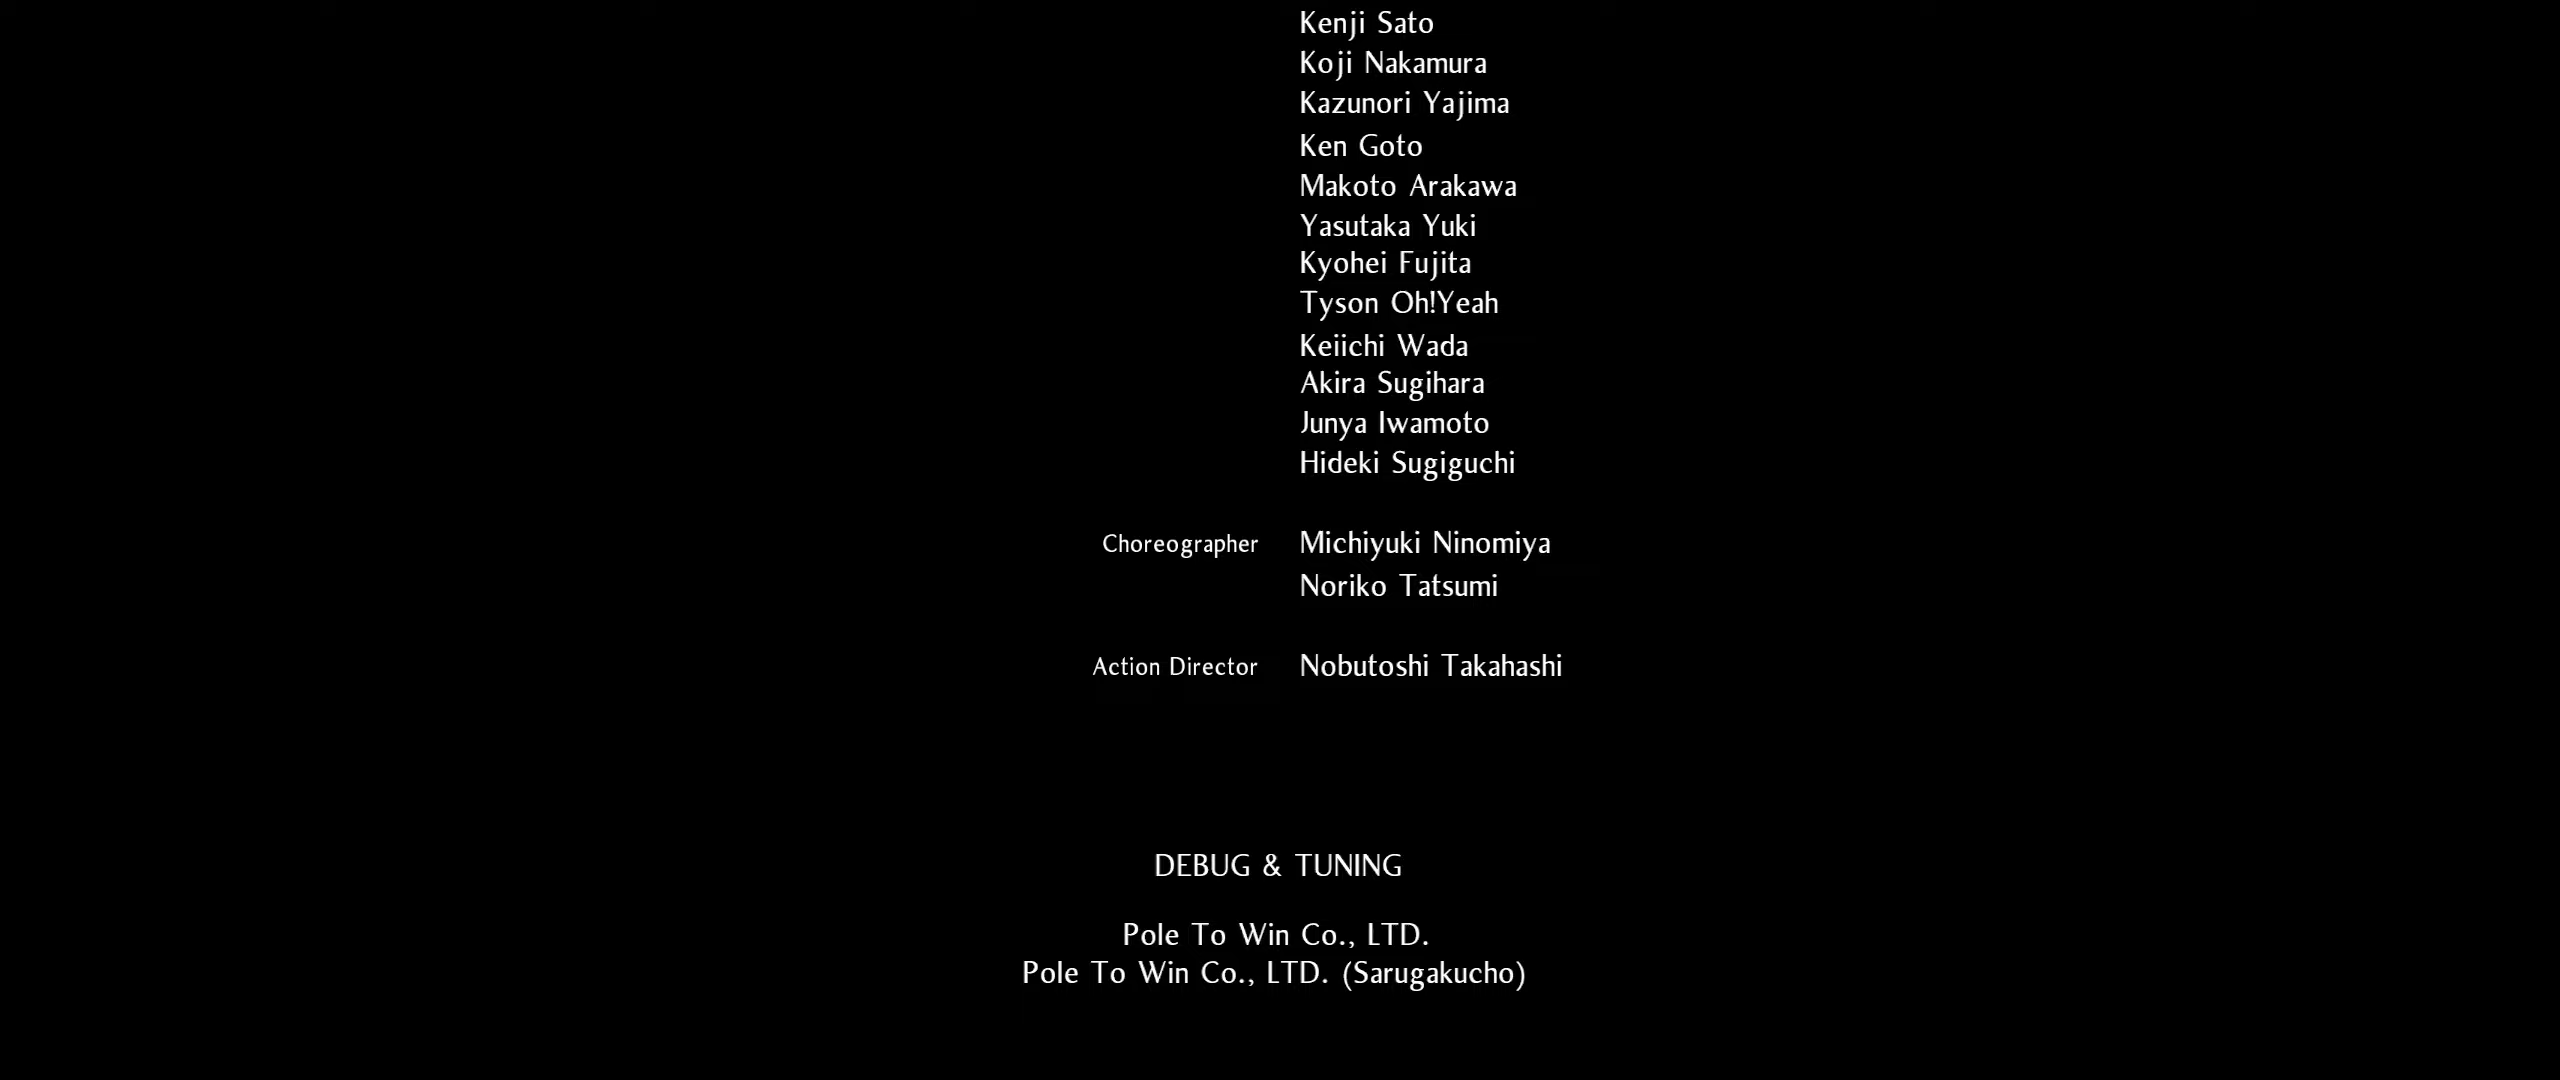 Kenji Sato
Koji Nakamura
Kazunori Yajima
Ken Goto
Makoto Arakawa
Yasutaka Yuki
Kyohei Fujita
Tyson Oh!Yeah
Keiichi Wada
Akira Sugihara
Junya Iwamoto
Hideki Sugiguchi
Choreographer Michiyuki Ninomiya
Noriko Tatsumi
Action Director Nobutoshi Takahashi
DEBUG & TUNING
Pole To Win Co., LTD.
Pole To Win Co., LTD. (Sarugakucho)